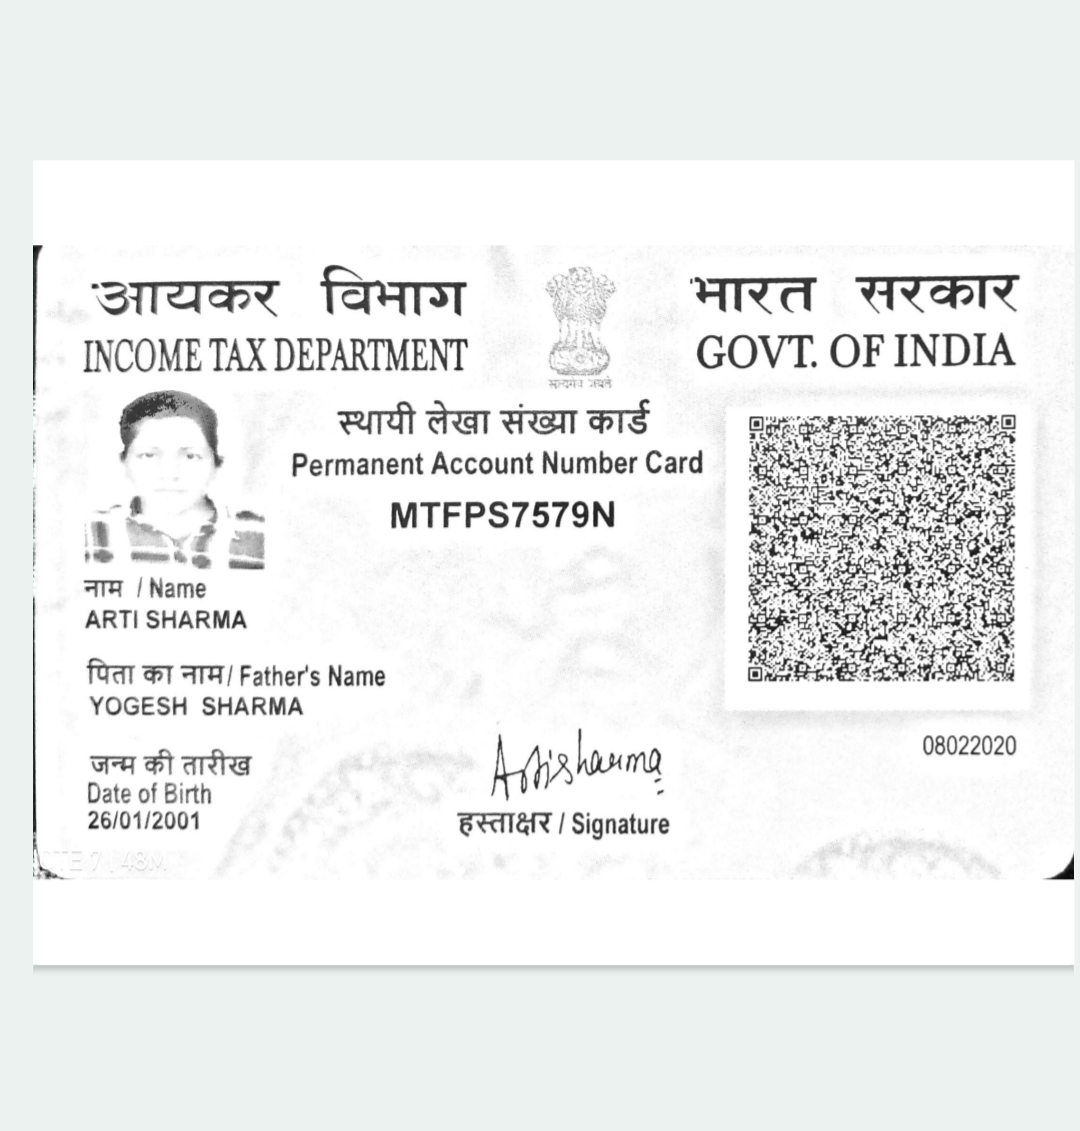 आयकर विभाग
INCOME TAX DEPARTMENT
सत्यमेव जयते
भारत सरकार
GOVT. OF INDIA
स्थायी लेखा संख्या कार्ड
Permanent Account Number Card
MTFPS7579N
नाम / Name
ARTI SHARMA
पिता का नाम/ Father's Name
YOGESH SHARMA
जन्म की तारीख
Date of Birth
26/01/2001
Artisharma
हस्ताक्षर / Signature
08022020